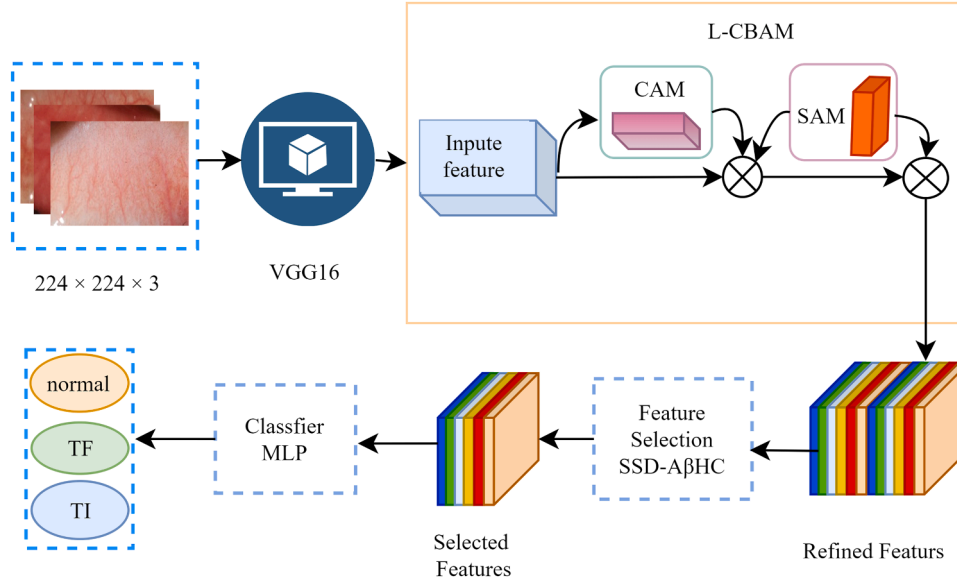 L-CBAM
CAM
SAM
Inpute
feature
VGG16
224 × 224 × 3
normal
TF
TI
Classfier
MLP
Selected
Features
Feature
Selection
SSD-AβHC
Refined Featurs